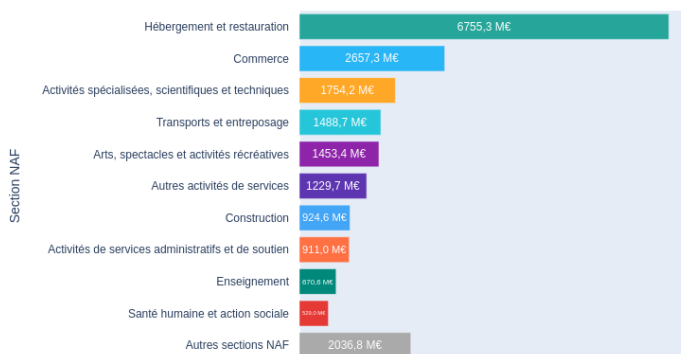 Section NAF
Hébergement et restauration 6755,3 M€
Commerce 2657,3 M€
Activités spécialisées, scientifiques et techniques 1754,2 M€
Transports et entreposage 1488,7 M€
Arts, spectacles et activités récréatives 1453,4 M€
Autres activités de services 1229,7 M€
Construction 924,6 M€
Activités de services administratifs et de soutien 911,0 M€
Enseignement 670,6 M€
Santé humaine et action sociale 529,0 M€
Autres sections NAF 2036,8 M€